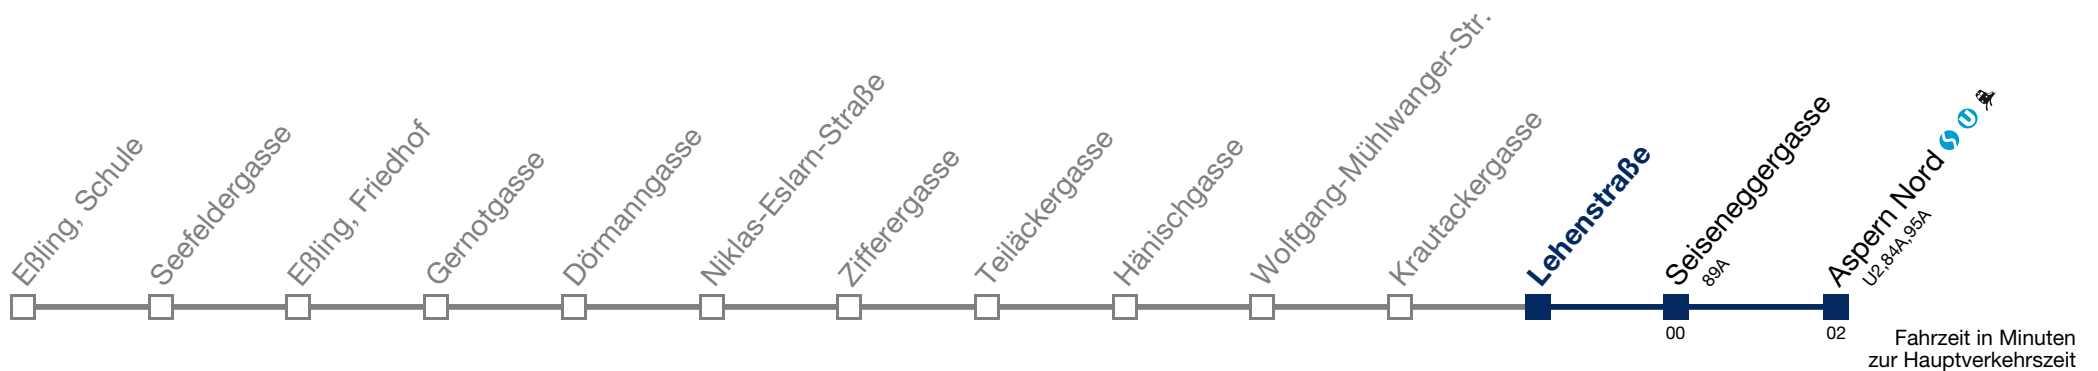 Eßling, Schule
Seefeldergasse
Eßling, Friedhof
Gernotgasse
Dörmanngasse
Niklas-Eslarn-Straße
Ziffererergasse
Teiläckergasse
Hänischgasse
Wolfgang-Mühlwanger-Str.
Krautackergasse
Lehenstraße
Seiseneggergasse
89A
Aspern Nord
U2,84A,95A
00
02
Fahrzeit in Minuten
zur Hauptverkehrszeit